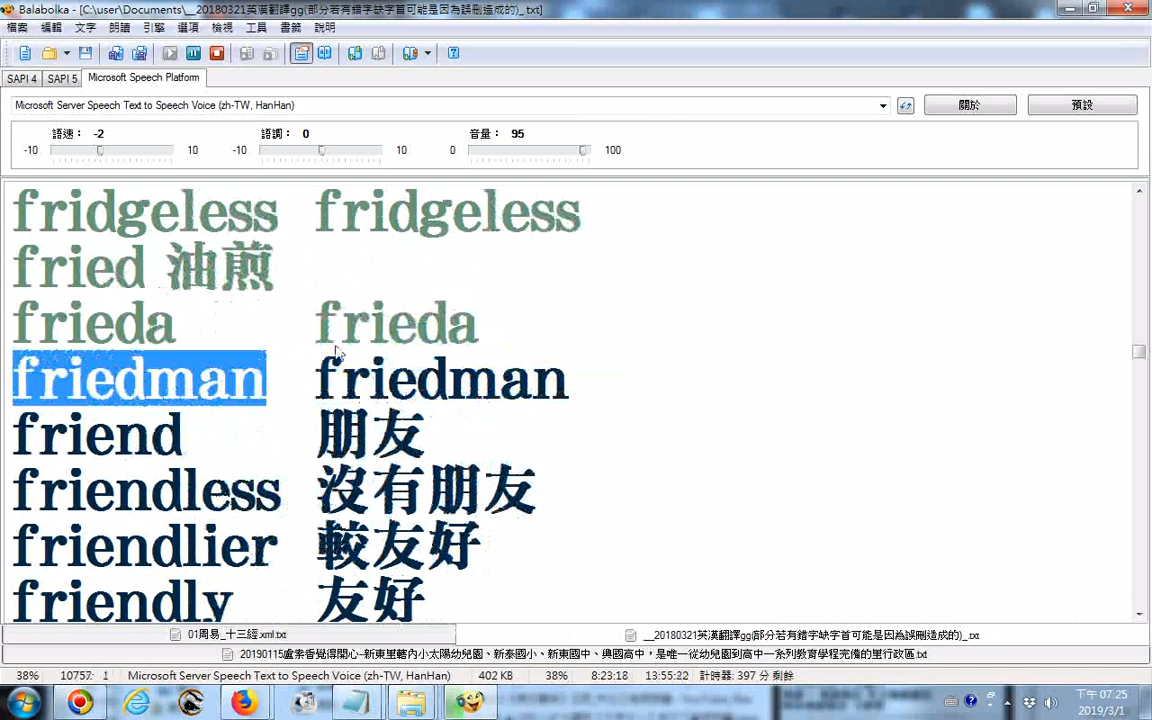 Balabolka - [C:\user\Documents\__20180321英漢翻譯gg(部分若有錯字缺字首可能是因為誤刪造成的)_.txt]
檔案 編輯 文字 朗讀 引擎 選項 檢視 工具 書籤 說明
SAPI 4 SAPI 5 Microsoft Speech Platform
Microsoft Server Speech Text to Speech Voice (zh-TW, HanHan) 關於 預設
語速： -2 語調： 0 音量： 95
-10 10 -10 10 0 100
fridgeless fridgeless
fried 油煎
frieda frieda
friedman friedman
friend 朋友
friendless 沒有朋友
friendlier 較友好
friendly 友好
01周易_十三經.xml.txt __20180321英漢翻譯gg(部分若有錯字缺字首可能是因為誤刪造成的)_.txt
20190115盧素香覺得開心-新東里轄內小太陽幼兒園、新泰國小、新東國中、興國高中，是唯一從幼兒園到高中一系列教育學程完備的里行政區.txt
38% 10757: 1 Microsoft Server Speech Text to Speech Voice (zh-TW, HanHan) 402 KB 38% 8:23:18 13:55:22 計時器: 397 分 剩餘
下午 07:25
2019/3/1